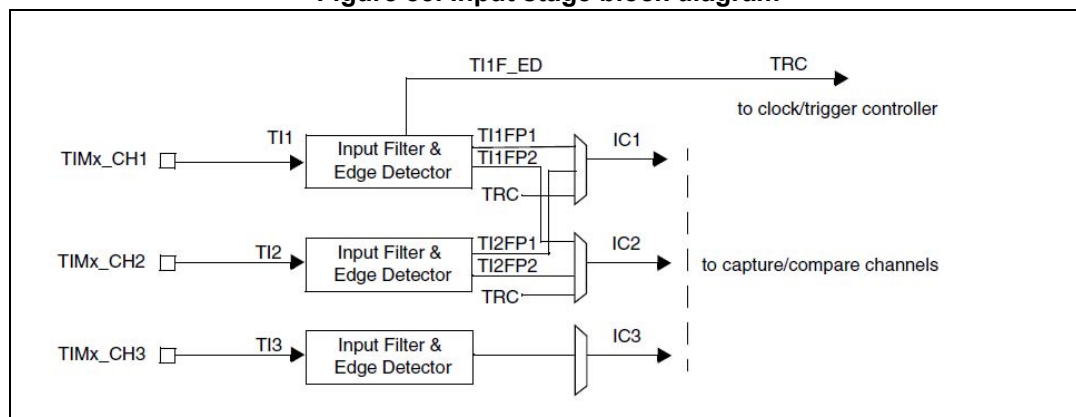 Figure Input stage block diagram
TI1F_ED TRC
to clock/trigger controller
TIMx_CH1 TI1 Input Filter & Edge Detector TI1FP1 TI1FP2 TRC IC1
TIMx_CH2 TI2 Input Filter & Edge Detector TI2FP1 TI2FP2 TRC IC2
to capture/compare channels
TIMx_CH3 TI3 Input Filter & Edge Detector IC3